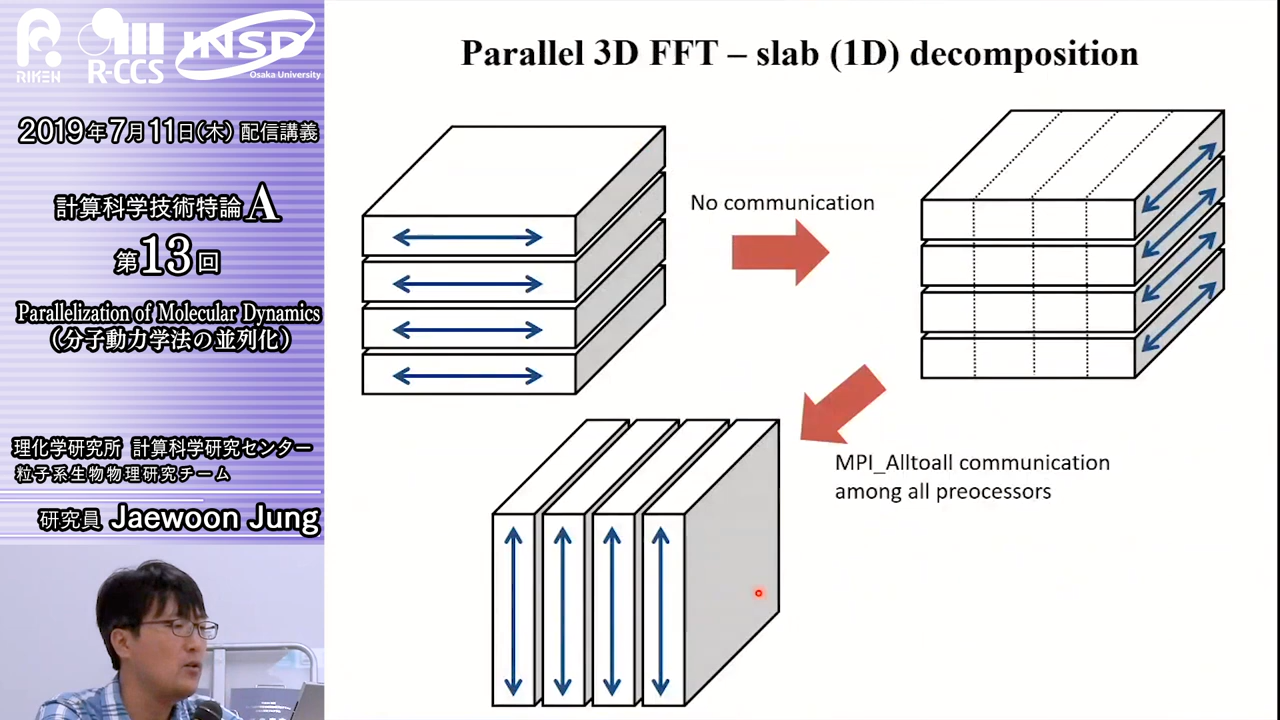 RIKEN
R-CCS
INSD
Osaka University
2019年7月11日(木) 配信講義
計算科学技術特論A
第13回
Parallelization of Molecular Dynamics
(分子動力学法の並列化)
理化学研究所 計算科学研究センター
粒子系生物物理研究チーム
研究員 Jaewoon Jung
Parallel 3D FFT – slab (1D) decomposition
No communication
MPI_Alltoall communication
among all preocessors